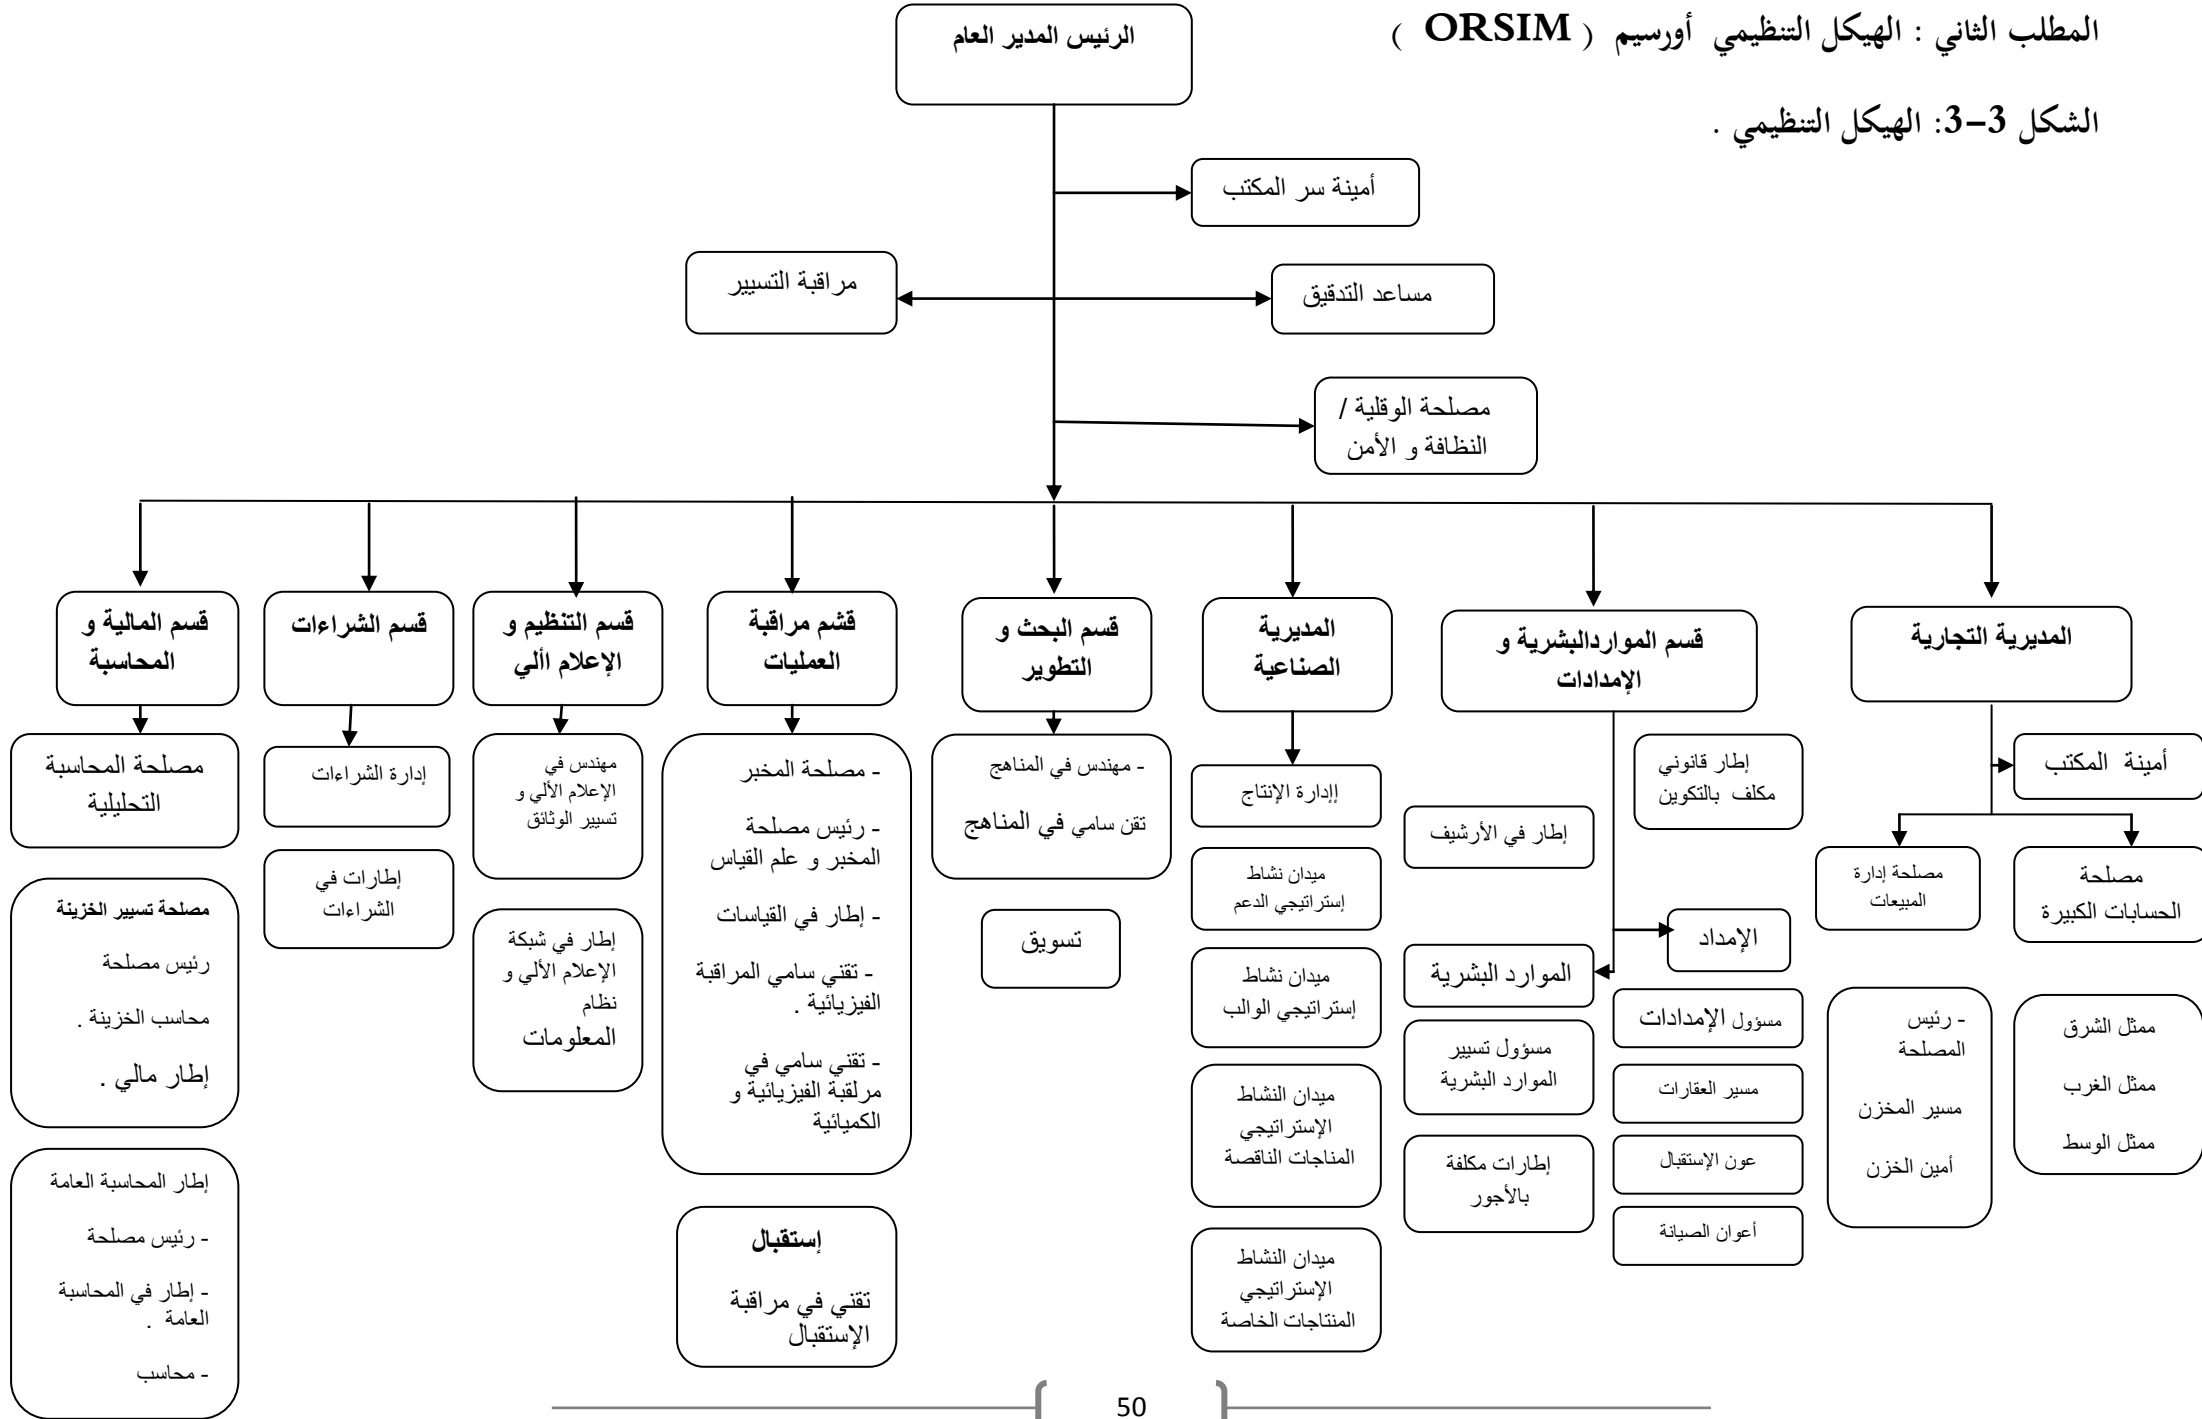 المطلب الثاني : الهيكل التنظيمي أورسيم ( ORSIM )
الشكل 3-3: الهيكل التنظيمي .
الرئيس المدير العام
أمينة سر المكتب
مساعد التدقيق
مراقبة التسيير
مصلحة الوقلية /
النظافة و الأمن
المديرية التجارية
قسم المواردالبشرية و
الإمدادات
المديرية
الصناعية
قسم البحث و
التطوير
قشم مراقبة
العمليات
قسم التنظيم و
الإعلام األي
قسم الشراءات
قسم المالية و
المحاسبة
أمينة المكتب
مصلحة
الحسابات الكبيرة
مصلحة إدارة
المبيعات
ممثل الشرق
ممثل الغرب
ممثل الوسط
- رئيس
المصلحة
مسير المخزن
أمين الخزن
إطار قانوني
مكلف بالتكوين
إطار في الأرشيف
الإمداد
الموارد البشرية
مسؤول الإمدادات
مسير العقارات
عون الإستقبال
أعوان الصيانة
مسؤول تسيير
الموارد البشرية
إطارات مكلفة
بالأجور
إإدارة الإنتاج
ميدان نشاط
إستراتيجي الدعم
ميدان نشاط
إستراتيجي الوالب
ميدان النشاط
الإستراتيجي
المناجات الناقصة
ميدان النشاط
الإستراتيجي
المنتاجات الخاصة
- مهندس في المناهج
تقن سامي في المناهج
تسويق
- مصلحة المخبر
- رئيس مصلحة
المخبر و علم القياس
- إطار في القياسات
- تقني سامي المراقبة
الفيزيائية .
- تقني سامي في
مرلقبة الفيزيائية و
الكميائية
إستقبال
تقني في مراقبة
الإستقبال
مهندس في
الإعلام الألي و
تسيير الوثائق
إطار في شبكة
الإعلام الألي و
نظام
المعلومات
إدارة الشراءات
إطارات في
الشراءات
مصلحة المحاسبة
التحليلية
مصلحة تسيير الخزينة
رئيس مصلحة
محاسب الخزينة .
إطار مالي .
إطار المحاسبة العامة
- رئيس مصلحة
- إطار في المحاسبة
العامة .
- محاسب
50